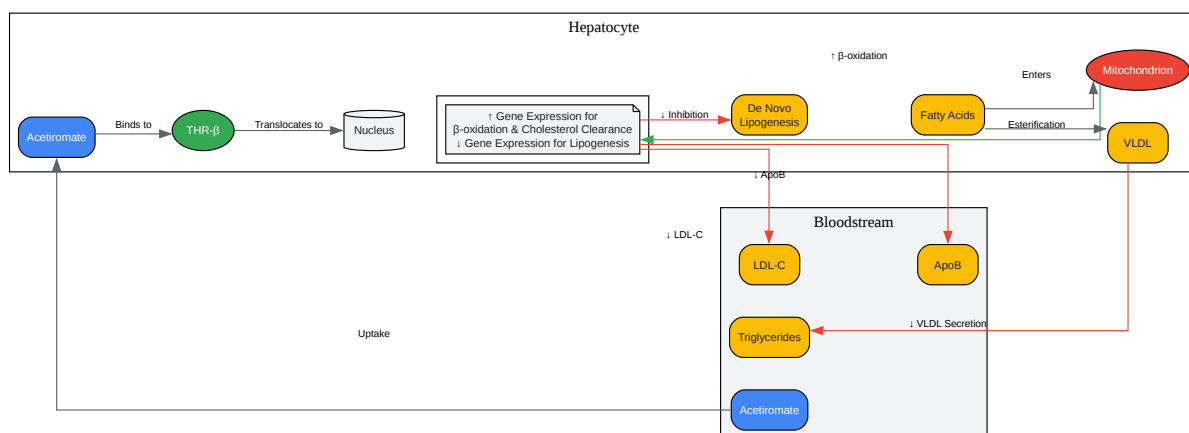 Hepatocyte
↑ β-oxidation
Enters
Mitochondrion
Acetiromate
Binds to
THR-β
Translocates to
Nucleus
↑ Gene Expression for
β-oxidation & Cholesterol Clearance
↓ Gene Expression for Lipogenesis
↓ Inhibition
De Novo
Lipogenesis
Fatty Acids
Esterification
VLDL
↓ ApoB
↓ LDL-C
Bloodstream
LDL-C
ApoB
Uptake
Triglycerides
↓ VLDL Secretion
Acetiromate